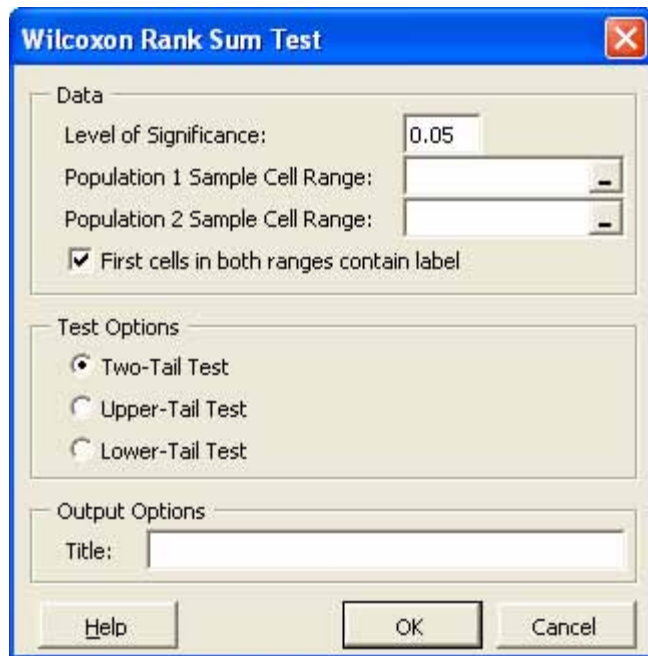 Wilcoxon Rank Sum Test
Data
Level of Significance: 0.05
Population 1 Sample Cell Range:
Population 2 Sample Cell Range:
First cells in both ranges contain label
Test Options
Two-Tail Test
Upper-Tail Test
Lower-Tail Test
Output Options
Title:
Help OK Cancel